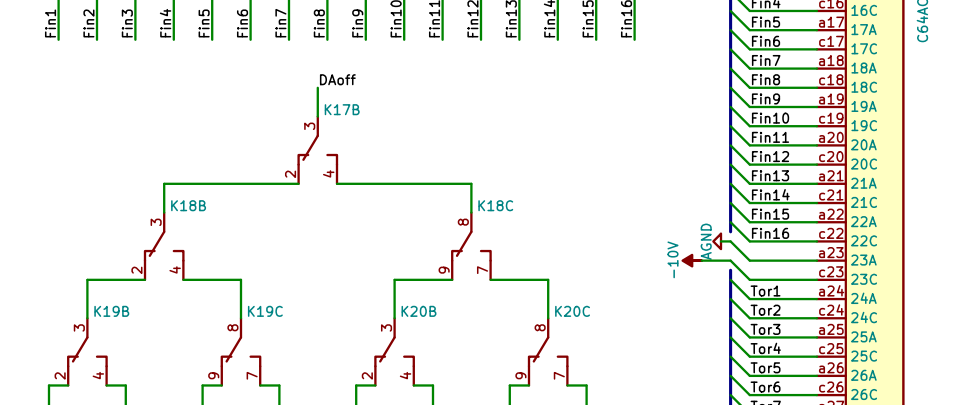 Fin1 Fin2 Fin3 Fin4 Fin5 Fin6 Fin7 Fin8 Fin9 Fin10 Fin11 Fin12 Fin13 Fin14 Fin15 Fin16
DAoff
K17B
3
2 4
K18B K18C
3 8
2 4 9 7
K19B K19C K20B K20C
3 8 3 8
2 4 9 7 2 4 9 7
C64AC
Fin4 c16 16C
Fin5 a17 17A
Fin6 c17 17C
Fin7 a18 18A
Fin8 c18 18C
Fin9 a19 19A
Fin10 c19 19C
Fin11 a20 20A
Fin12 c20 20C
Fin13 a21 21A
Fin14 c21 21C
Fin15 a22 22A
Fin16 c22 22C
AGND a23 23A
-10V c23 23C
Tor1 a24 24A
Tor2 c24 24C
Tor3 a25 25A
Tor4 c25 25C
Tor5 a26 26A
Tor6 c26 26C
Tor7 a27